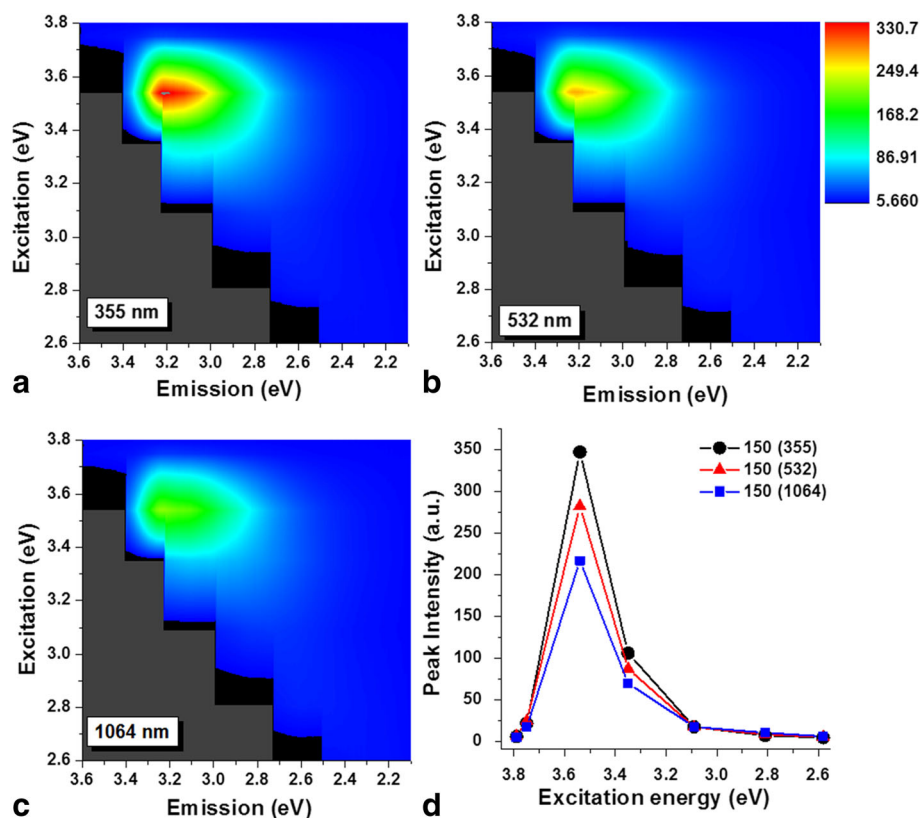 3.8
3.6
3.4
3.2
3.0
2.8
2.6
Excitation (eV)
355 nm
3.6 3.4 3.2 3.0 2.8 2.6 2.4 2.2
Emission (eV)
a
3.8
3.6
3.4
3.2
3.0
2.8
2.6
Excitation (eV)
532 nm
3.6 3.4 3.2 3.0 2.8 2.6 2.4 2.2
Emission (eV)
b
330.7
249.4
168.2
86.91
5.660
3.8
3.6
3.4
3.2
3.0
2.8
2.6
Excitation (eV)
1064 nm
3.6 3.4 3.2 3.0 2.8 2.6 2.4 2.2
Emission (eV)
c
350
300
250
200
150
100
50
0
Peak Intensity (a.u.)
150 (355)
150 (532)
150 (1064)
3.8 3.6 3.4 3.2 3.0 2.8 2.6
Excitation energy (eV)
d